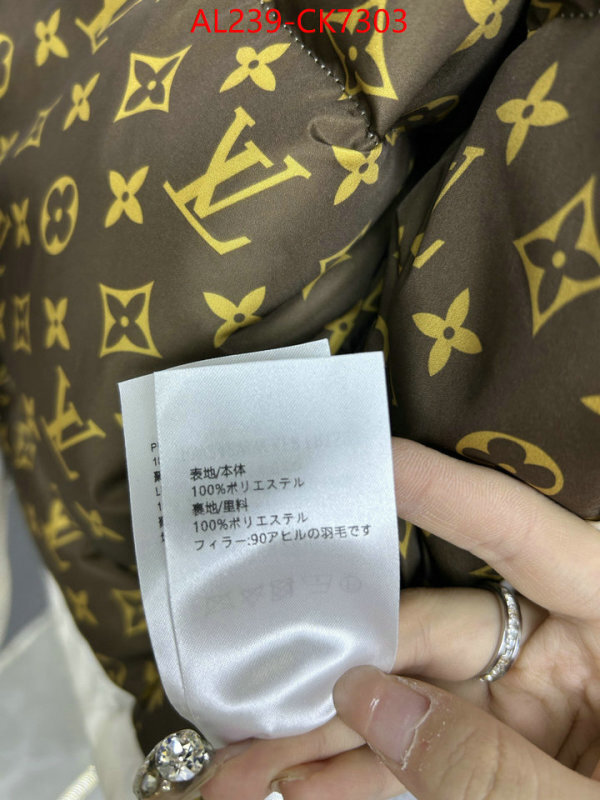 AL239-CK7303
表地/本体
100%ポリエステル
裏地/里料
100%ポリエステル
フィラー:90アヒルの羽毛です